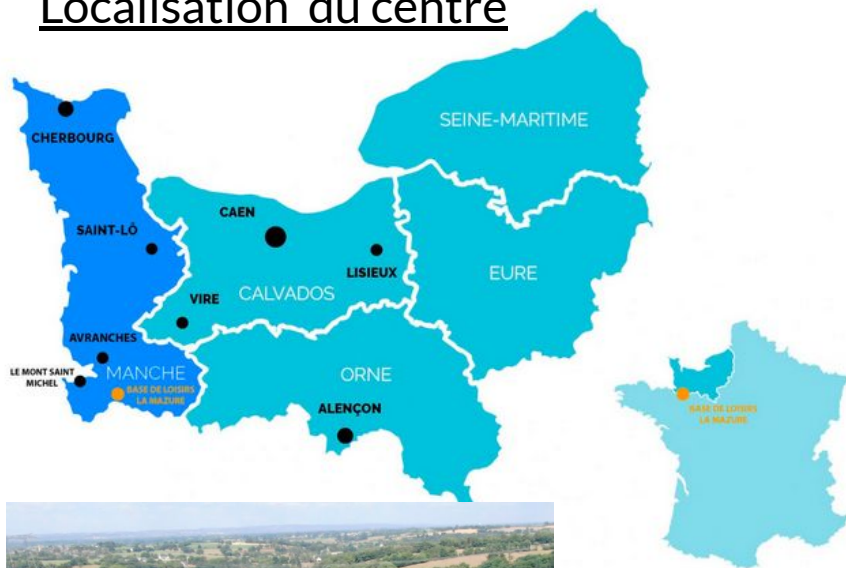 Localisation du centre
SEINE-MARITIME
CHERBOURG
CAEN
SAINT-LÔ
LISIEUX
EURE
CALVADOS
VIRE
AVRANCHES
LE MONT SAINT
MICHEL
MANCHE
BASE DE LOISIRS
LA MAZURE
ORNE
ALENÇON
BASE DE LOISIRS
LA MAZURE